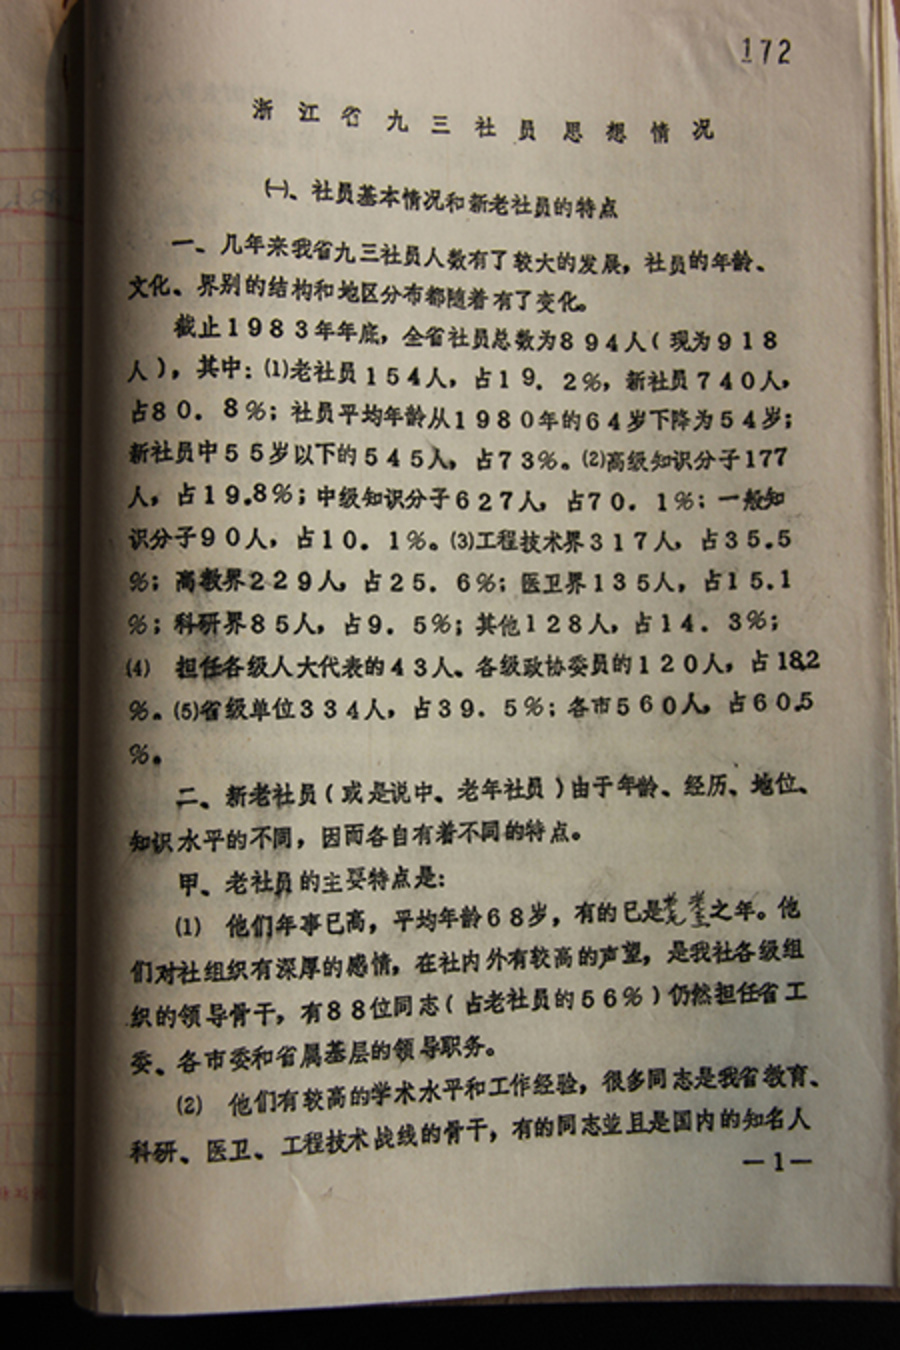 172
浙江省九三社员思想情况
㈠、社员基本情况和新老社员的特点
一、几年来我省九三社员人数有了较大的发展，社员的年龄、
文化、界别的结构和地区分布都随着有了变化。
截止1983年年底，全省社员总数为894人（现为918
人），其中：⑴老社员154人，占19．2%，新社员740人，
占80．8%；社员平均年龄从1980年的64岁下降为54岁；
新社员中55岁以下的545人，占73%。⑵高级知识分子177
人，占19.8%；中级知识分子627人，占70．1%；一般知
识分子90人，占10．1%。⑶工程技术界317人，占35.5
%；高教界229人，占25．6%；医卫界135人，占15.1
%；科研界85人，占9．5%；其他128人，占14．3%；
⑷ 担任各级人大代表的43人、各级政协委员的120人，占18.2
%。⑸省级单位334人，占39．5%；各市560人，占60.5
%。
二、新老社员（或是说中、老年社员）由于年龄、经历、地位、
知识水平的不同，因而各自有着不同的特点。
甲、老社员的主要特点是：
⑴ 他们年事已高，平均年龄68岁，有的已是耄耋之年。他
们对社组织有深厚的感情，在社内外有较高的声望，是我社各级组
织的领导骨干，有88位同志（占老社员的56%）仍然担任省工
委、各市委和省属基层的领导职务。
⑵ 他们有较高的学术水平和工作经验，很多同志是我省教育、
科研、医卫、工程技术战线的骨干，有的同志並且是国内的知名人
—1—